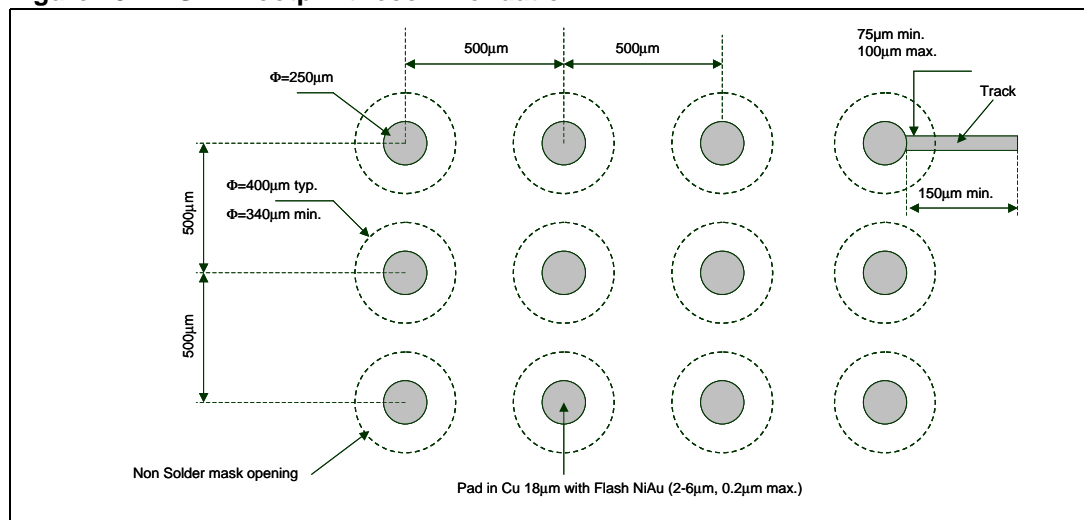 500µm
500µm
75µm min.
100µm max.
Φ=250µm
Track
Φ=400µm typ.
Φ=340µm min.
150µm min.
500µm
500µm
Non Solder mask opening
Pad in Cu 18µm with Flash NiAu (2-6µm, 0.2µm max.)